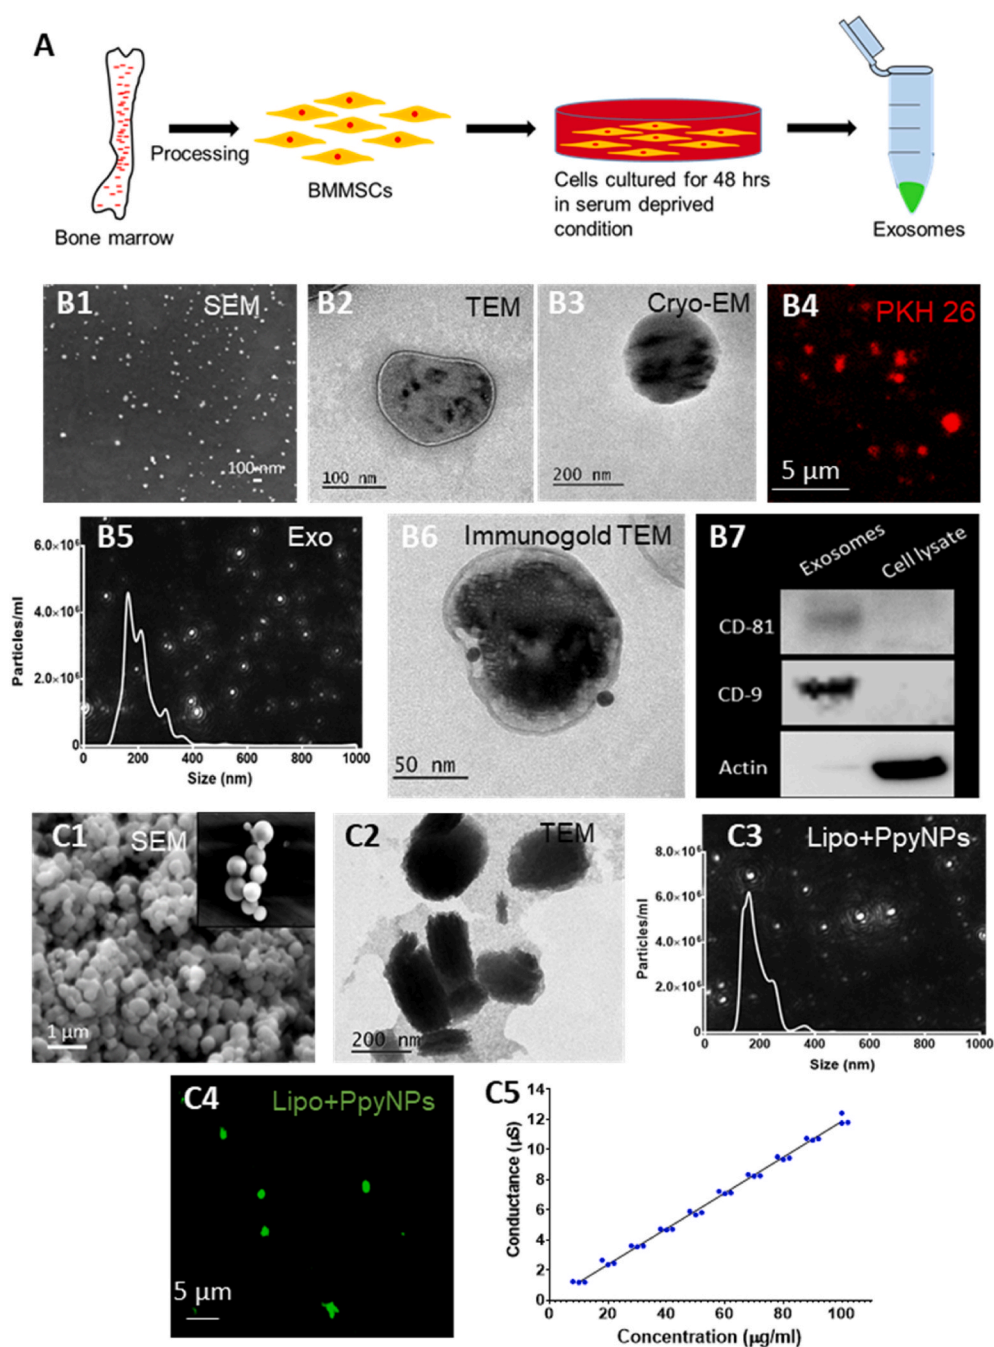 A
Processing
Bone marrow
BMMSCs
Cells cultured for 48 hrs
in serum deprived
condition
Exosomes
B1
SEM
100 nm
B2
TEM
100 nm
B3
Cryo-EM
200 nm
B4
PKH 26
5 μm
B5
Exo
Particles/ml
6.0×10⁶
4.0×10⁶
2.0×10⁶
0
0 200 400 600 800 1000
Size (nm)
B6
Immunogold TEM
50 nm
B7
Exosomes
Cell lysate
CD-81
CD-9
Actin
C1
SEM
1 μm
C2
TEM
200 nm
C3
Lipo+PpyNPs
Particles/ml
8.0×10⁶
6.0×10⁶
4.0×10⁶
2.0×10⁶
0
0 200 400 600 800 1000
Size (nm)
C4
Lipo+PpyNPs
5 μm
C5
Conductance (μS)
14
12
10
8
6
4
2
0
0 20 40 60 80 100
Concentration (μg/ml)